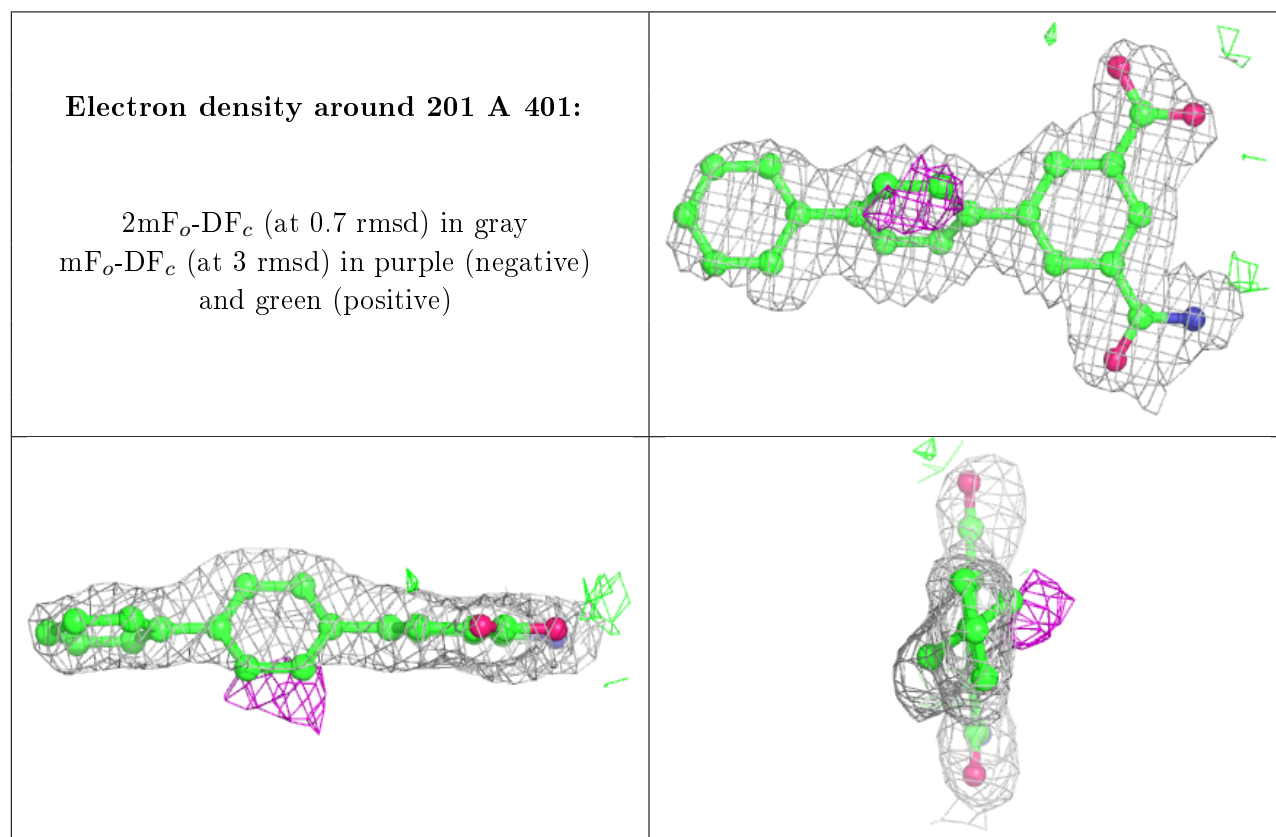 Electron density around 201 A 401:
2mFₒ-DF𝒸 (at 0.7 rmsd) in gray
mFₒ-DF𝒸 (at 3 rmsd) in purple (negative)
and green (positive)